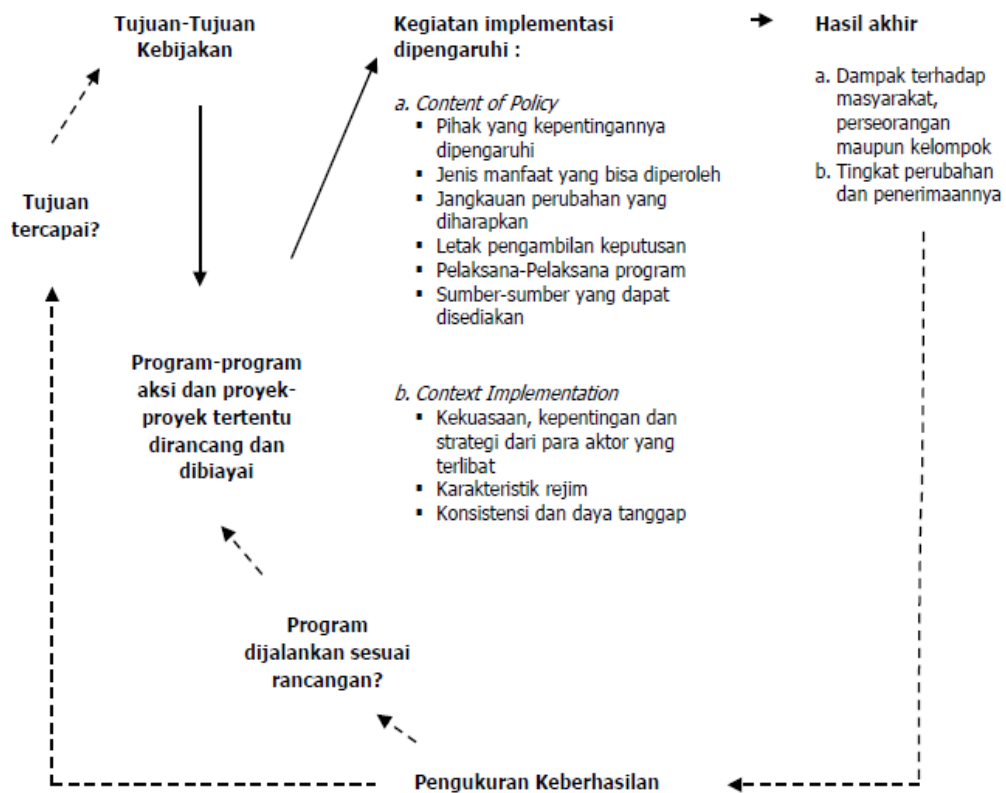 Tujuan-Tujuan
Kebijakan
Kegiatan implementasi
dipengaruhi :
Hasil akhir
a. Content of Policy
▪ Pihak yang kepentingannya
dipengaruhi
▪ Jenis manfaat yang bisa diperoleh
▪ Jangkauan perubahan yang
diharapkan
▪ Letak pengambilan keputusan
▪ Pelaksana-Pelaksana program
▪ Sumber-sumber yang dapat
disediakan
a. Dampak terhadap
masyarakat,
perseorangan
maupun kelompok
b. Tingkat perubahan
dan penerimaannya
Tujuan
tercapai?
Program-program
aksi dan proyek-
proyek tertentu
dirancang dan
dibiayai
b. Context Implementation
▪ Kekuasaan, kepentingan dan
strategi dari para aktor yang
terlibat
▪ Karakteristik rejim
▪ Konsistensi dan daya tanggap
Program
dijalankan sesuai
rancangan?
Pengukuran Keberhasilan